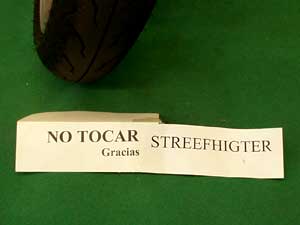 NO TOCAR STREEFHIGTER
Gracias